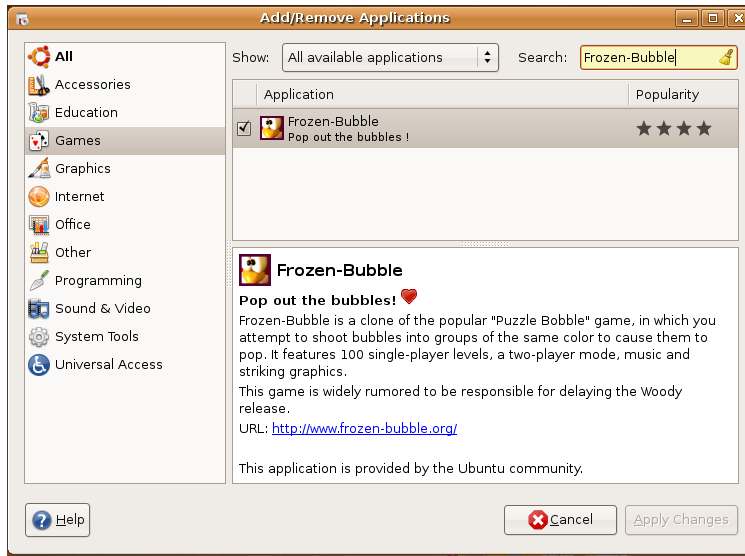 Add/Remove Applications
All
Accessories
Education
Games
Graphics
Internet
Office
Other
Programming
Sound & Video
System Tools
Universal Access
Show: All available applications Search: Frozen-Bubble
Application Popularity
Frozen-Bubble
Pop out the bubbles !
Frozen-Bubble
Pop out the bubbles!
Frozen-Bubble is a clone of the popular "Puzzle Bobble" game, in which you
attempt to shoot bubbles into groups of the same color to cause them to
pop. It features 100 single-player levels, a two-player mode, music and
striking graphics.
This game is widely rumored to be responsible for delaying the Woody
release.
URL: http://www.frozen-bubble.org/
This application is provided by the Ubuntu community.
Help Cancel Apply Changes